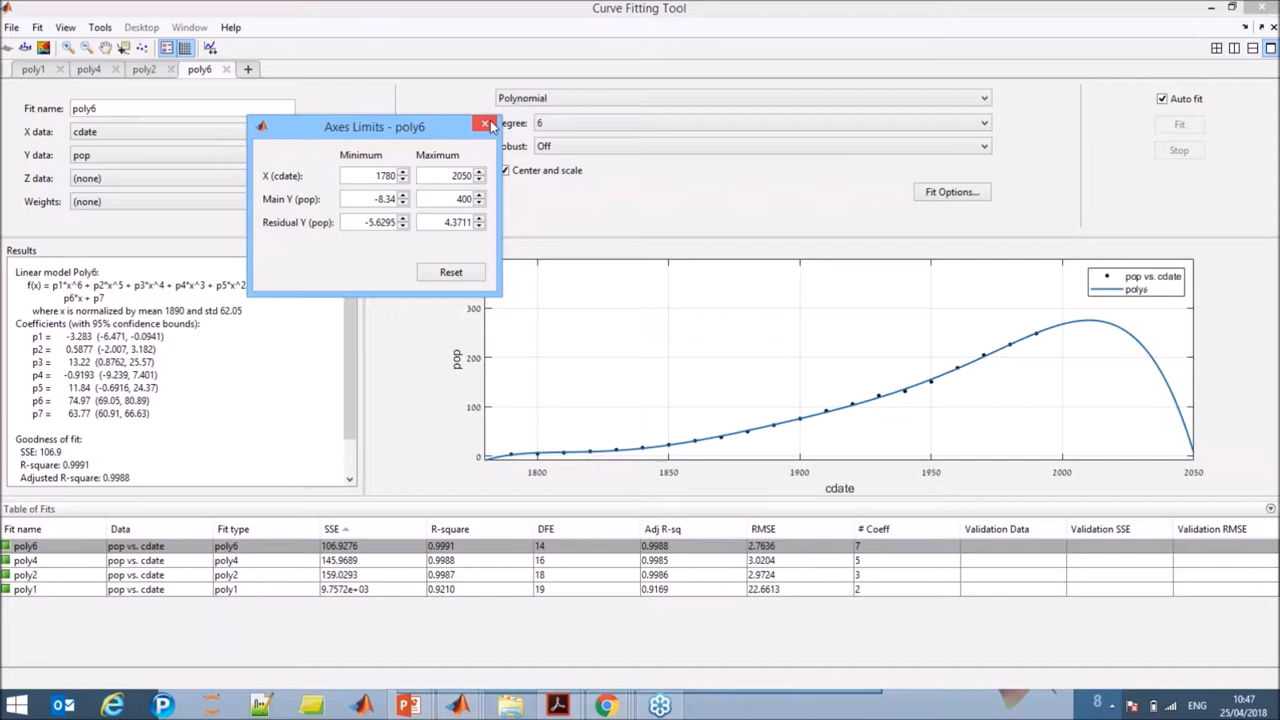 Curve Fitting Tool
File Fit View Tools Desktop Window Help
poly1 poly4 poly2 poly6
Fit name: poly6
X data: cdate
Y data: pop
Z data: (none)
Weights: (none)
Polynomial
egree: 6
obust: Off
Center and scale
Fit Options...
Auto fit
Fit
Stop
Axes Limits - poly6
Minimum Maximum
X (cdate): 1780 2050
Main Y (pop): -8.34 400
Residual Y (pop): -5.6295 4.3711
Reset
Results
Linear model Poly6:
f(x) = p1*x^6 + p2*x^5 + p3*x^4 + p4*x^3 + p5*x^2
p6*x + p7
where x is normalized by mean 1890 and std 62.05
Coefficients (with 95% confidence bounds):
p1 = -3.283 (-6.471, -0.0941)
p2 = 0.5877 (-2.007, 3.182)
p3 = 13.22 (0.8762, 25.57)
p4 = -0.9193 (-9.239, 7.401)
p5 = 11.84 (-0.6916, 24.37)
p6 = 74.97 (69.05, 80.89)
p7 = 63.77 (60.91, 66.63)
Goodness of fit:
SSE: 106.9
R-square: 0.9991
Adjusted R-square: 0.9988
pop vs. cdate
poly6
300
200
100
0
pop
1800 1850 1900 1950 2000 2050
cdate
Table of Fits
Fit name Data Fit type SSE R-square DFE Adj R-sq RMSE # Coeff Validation Data Validation SSE Validation RMSE
poly6 pop vs. cdate poly6 106.9276 0.9991 14 0.9988 2.7636 7
poly4 pop vs. cdate poly4 145.9689 0.9988 16 0.9985 3.0204 5
poly2 pop vs. cdate poly2 159.0293 0.9987 18 0.9986 2.9724 3
poly1 pop vs. cdate poly1 9.7572e+03 0.9210 19 0.9169 22.6613 2
ENG
10:47
25/04/2018